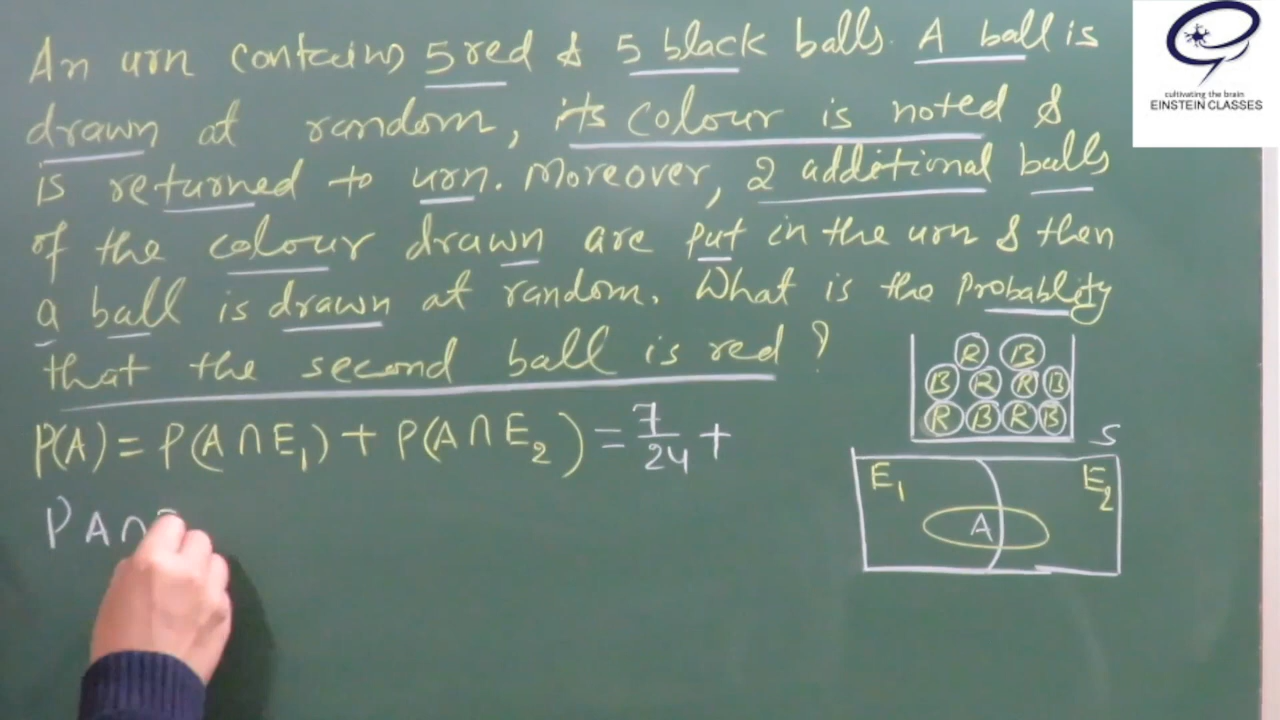 An urn contains 5 red & 5 black balls. A ball is
drawn at random, its colour is noted &
is returned to urn. Moreover, 2 additional balls
of the colour drawn are put in the urn & then
a ball is drawn at random. What is the Probablity
that the second ball is red?
P(A) = P(A ∩ E₁) + P(A ∩ E₂) = 7/24 +
P A ∩
R B
B R R B
R B R B
S
E₁ E₂
A
cultivating the brain
EINSTEIN CLASSES